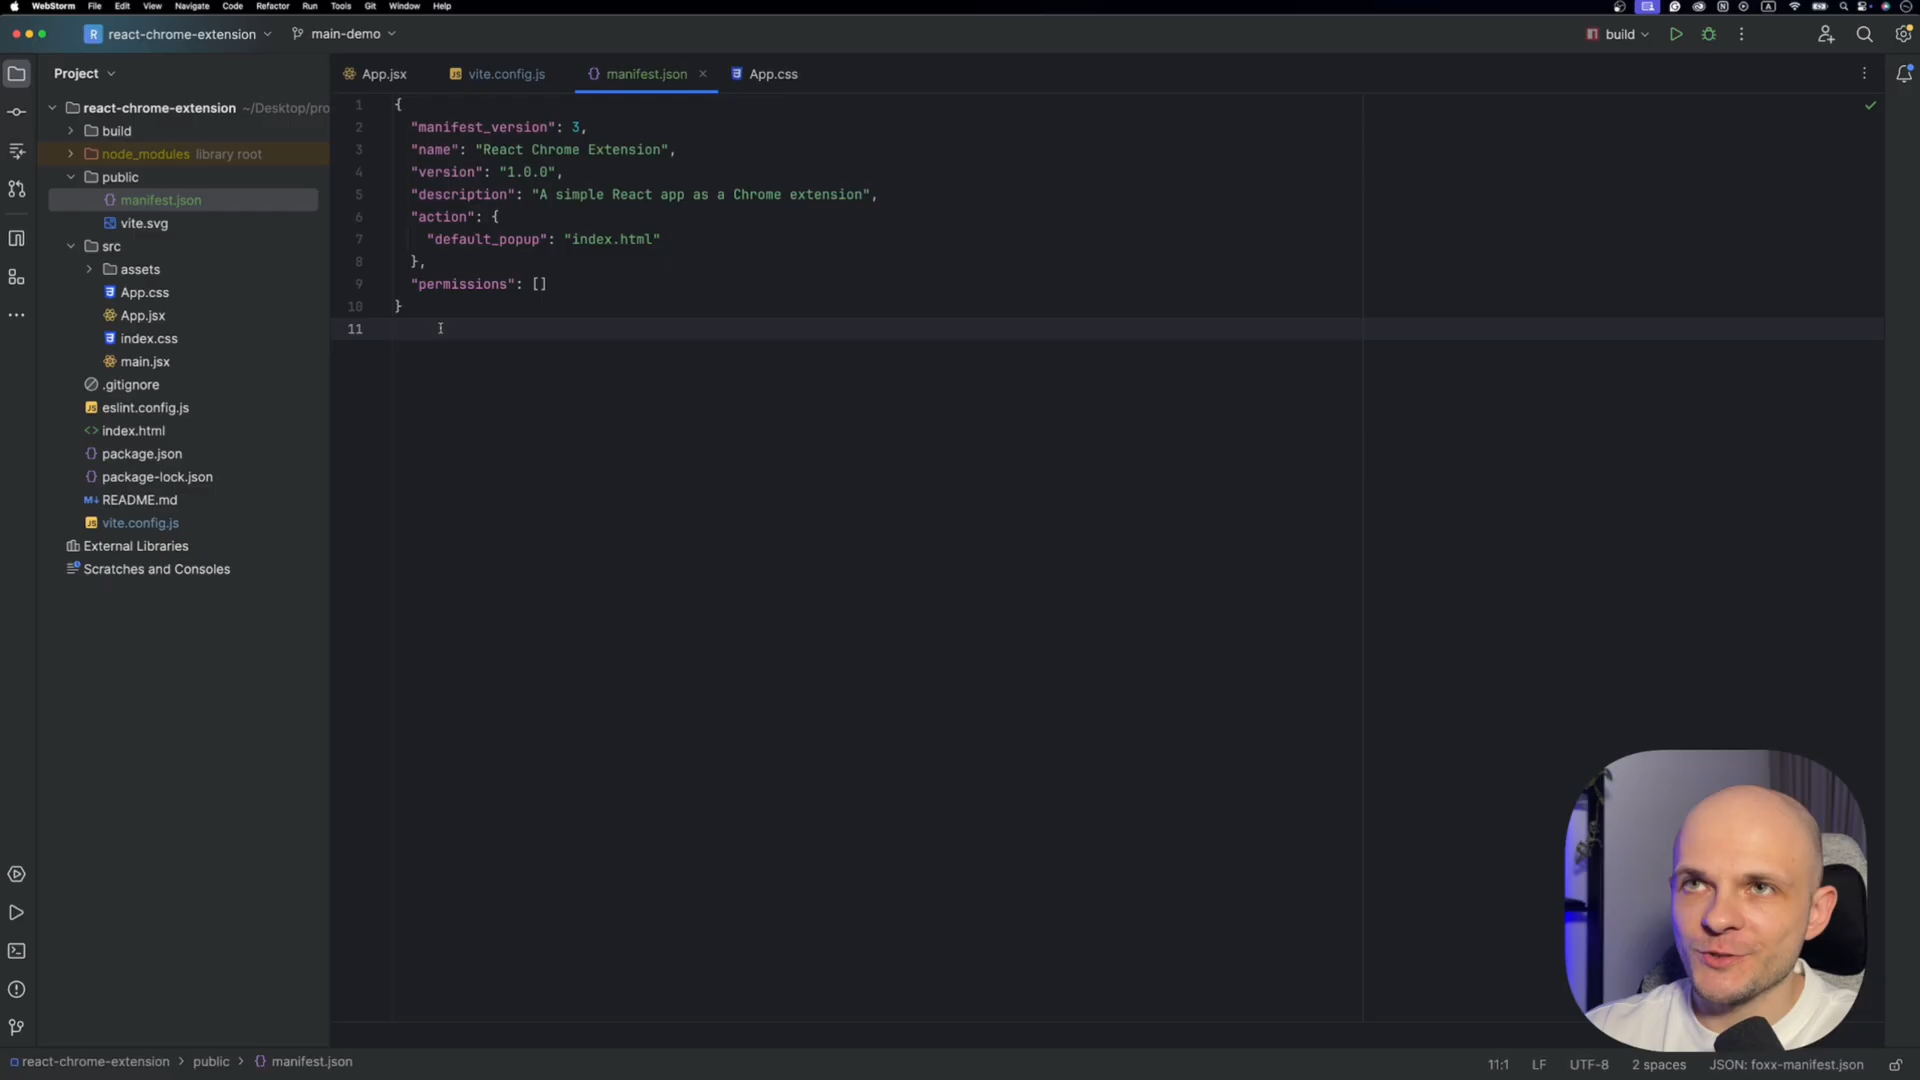 WebStorm File Edit View Navigate Code Refactor Run Tools Git Window Help
R react-chrome-extension main-demo build
Project
App.jsx vite.config.js manifest.json App.css
react-chrome-extension ~/Desktop/pro
build
node_modules library root
public
manifest.json
vite.svg
src
assets
App.css
App.jsx
index.css
main.jsx
.gitignore
eslint.config.js
index.html
package.json
package-lock.json
README.md
vite.config.js
External Libraries
Scratches and Consoles
1 {
2 "manifest_version": 3,
3 "name": "React Chrome Extension",
4 "version": "1.0.0",
5 "description": "A simple React app as a Chrome extension",
6 "action": {
7 "default_popup": "index.html"
8 },
9 "permissions": []
10 }
11
react-chrome-extension > public > manifest.json
11:1 LF UTF-8 2 spaces JSON: foxx-manifest.json